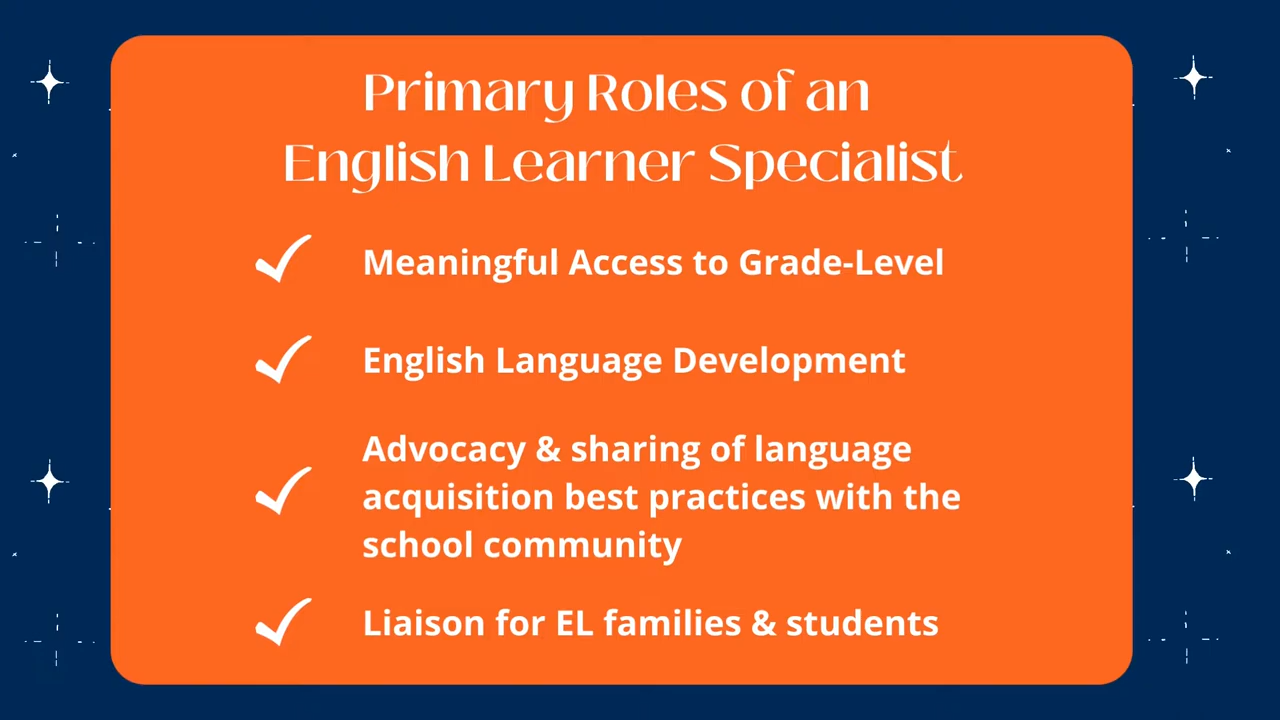 Primary Roles of an
English Learner Specialist
Meaningful Access to Grade-Level
English Language Development
Advocacy & sharing of language
acquisition best practices with the
school community
Liaison for EL families & students